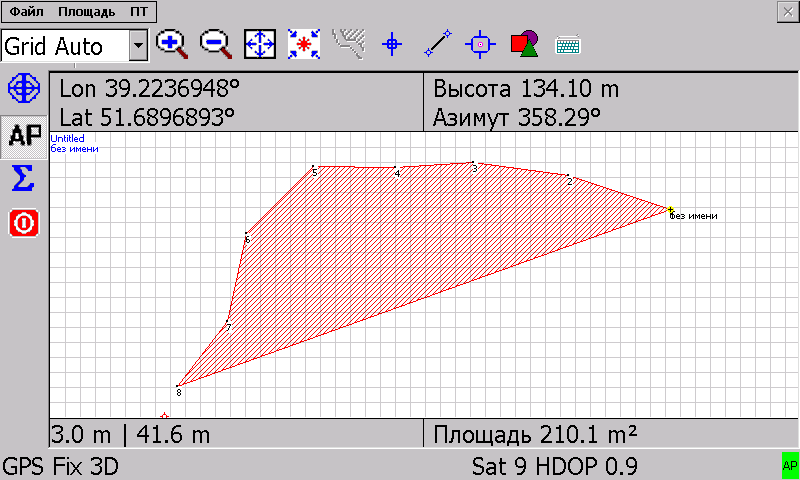 Файл Площадь ПТ
Grid Auto
Lon 39.2236948°
Lat 51.6896893°
Высота 134.10 m
Азимут 358.29°
AP
Σ
Untitled
без имени
5
4
3
2
без имени
6
7
8
3.0 m | 41.6 m
Площадь 210.1 m²
GPS Fix 3D
Sat 9 HDOP 0.9
AP